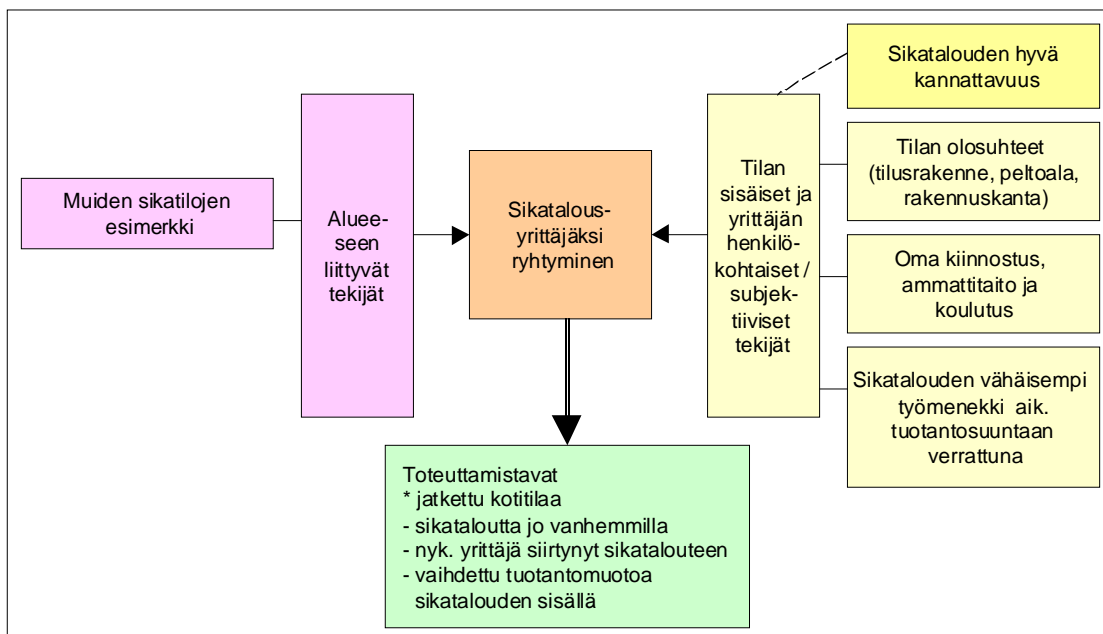 Muiden sikatilojen
esimerkki
Aluee-
seen
liittyvät
tekijät
Sikatalous-
yrittäjäksi
ryhtyminen
Tilan
sisäiset ja
yrittäjän
henkilö-
kohtaiset /
subjek-
tiiviset
tekijät
Sikatalouden hyvä
kannattavuus
Tilan olosuhteet
(tilusrakenne, peltoala,
rakennuskanta)
Oma kiinnostus,
ammattitaito ja
koulutus
Sikatalouden vähäisempi
työmenekki aik.
tuotantosuuntaan
verrattuna
Toteuttamistavat
* jatkettu kotitilaa
- sikataloutta jo vanhemmilla
- nyk. yrittäjä siirtynyt sikatalouteen
- vaihdettu tuotantomuotoa
sikatalouden sisällä